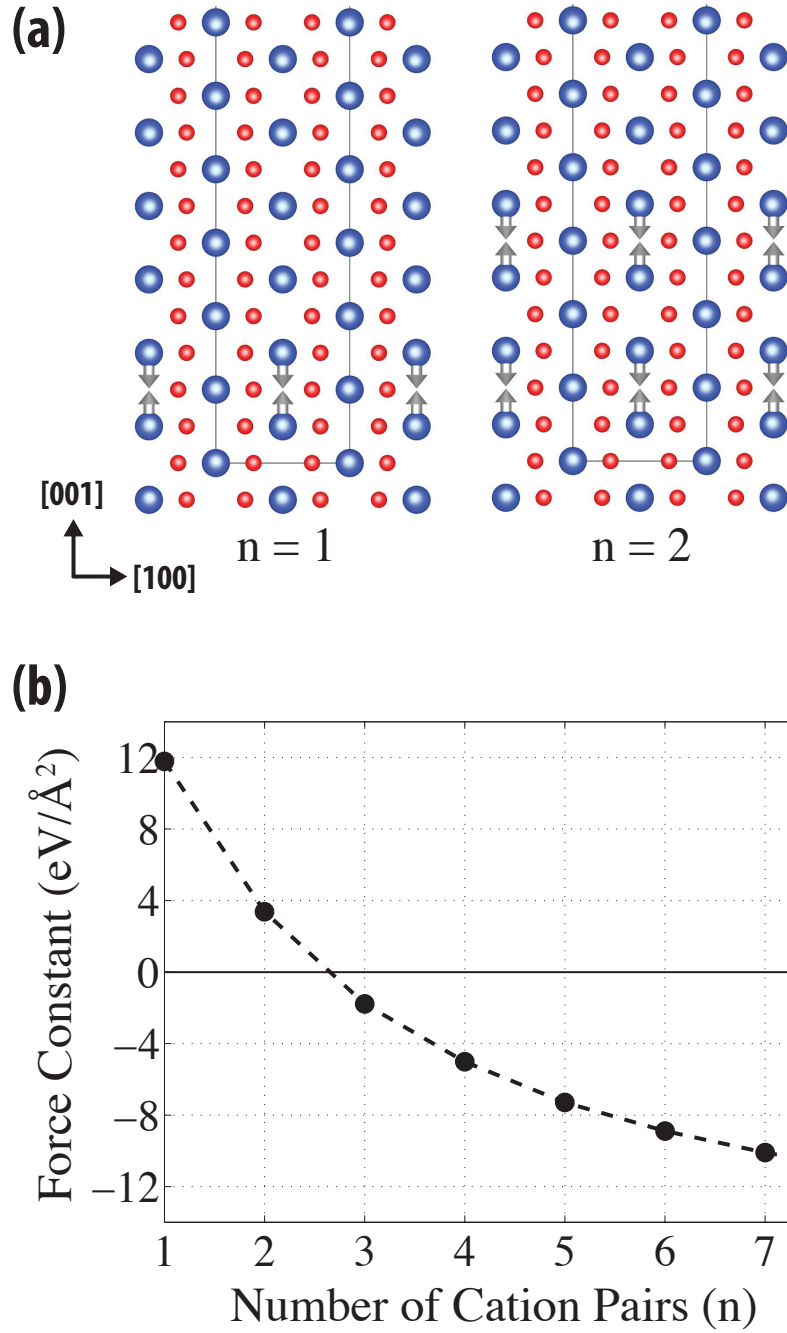 (a)
[001]
[100]
n = 1
n = 2
(b)
Force Constant (eV/Å²)
12
8
4
0
−4
−8
−12
1 2 3 4 5 6 7
Number of Cation Pairs (n)